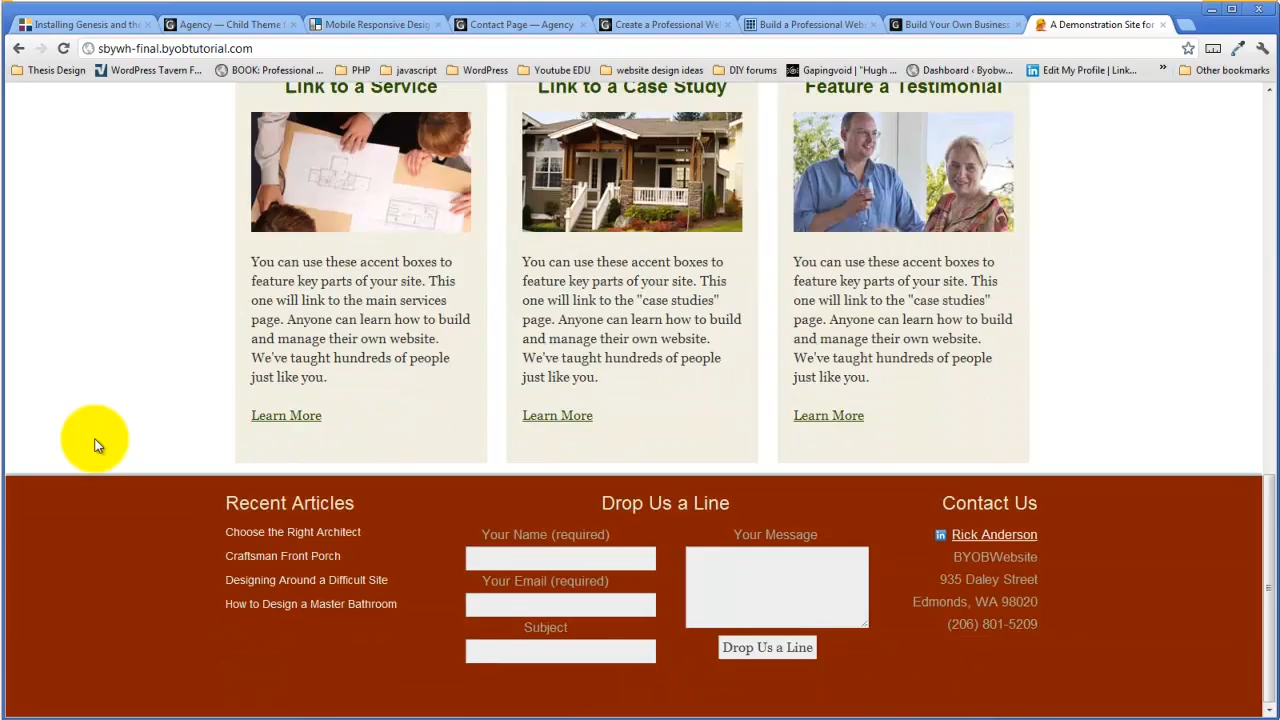 Installing Genesis and the
Agency — Child Theme f
Mobile Responsive Desig
Contact Page — Agency
Create a Professional We
Build a Professional Web
Build Your Own Business
A Demonstration Site for
sbywh-final.byobtutorial.com
Thesis Design
WordPress Tavern F...
BOOK: Professional ...
PHP
javascript
WordPress
Youtube EDU
website design ideas
DIY forums
Gapingvoid | "Hugh ...
Dashboard ‹ Byobw...
Edit My Profile | Link...
»
Other bookmarks
Link to a Service
You can use these accent boxes to
feature key parts of your site. This
one will link to the main services
page. Anyone can learn how to build
and manage their own website.
We've taught hundreds of people
just like you.
Learn More
Link to a Case Study
You can use these accent boxes to
feature key parts of your site. This
one will link to the "case studies"
page. Anyone can learn how to build
and manage their own website.
We've taught hundreds of people
just like you.
Learn More
Feature a Testimonial
You can use these accent boxes to
feature key parts of your site. This
one will link to the "case studies"
page. Anyone can learn how to build
and manage their own website.
We've taught hundreds of people
just like you.
Learn More
Recent Articles
Choose the Right Architect
Craftsman Front Porch
Designing Around a Difficult Site
How to Design a Master Bathroom
Drop Us a Line
Your Name (required)
Your Email (required)
Subject
Your Message
Drop Us a Line
Contact Us
in Rick Anderson
BYOBWebsite
935 Daley Street
Edmonds, WA 98020
(206) 801-5209